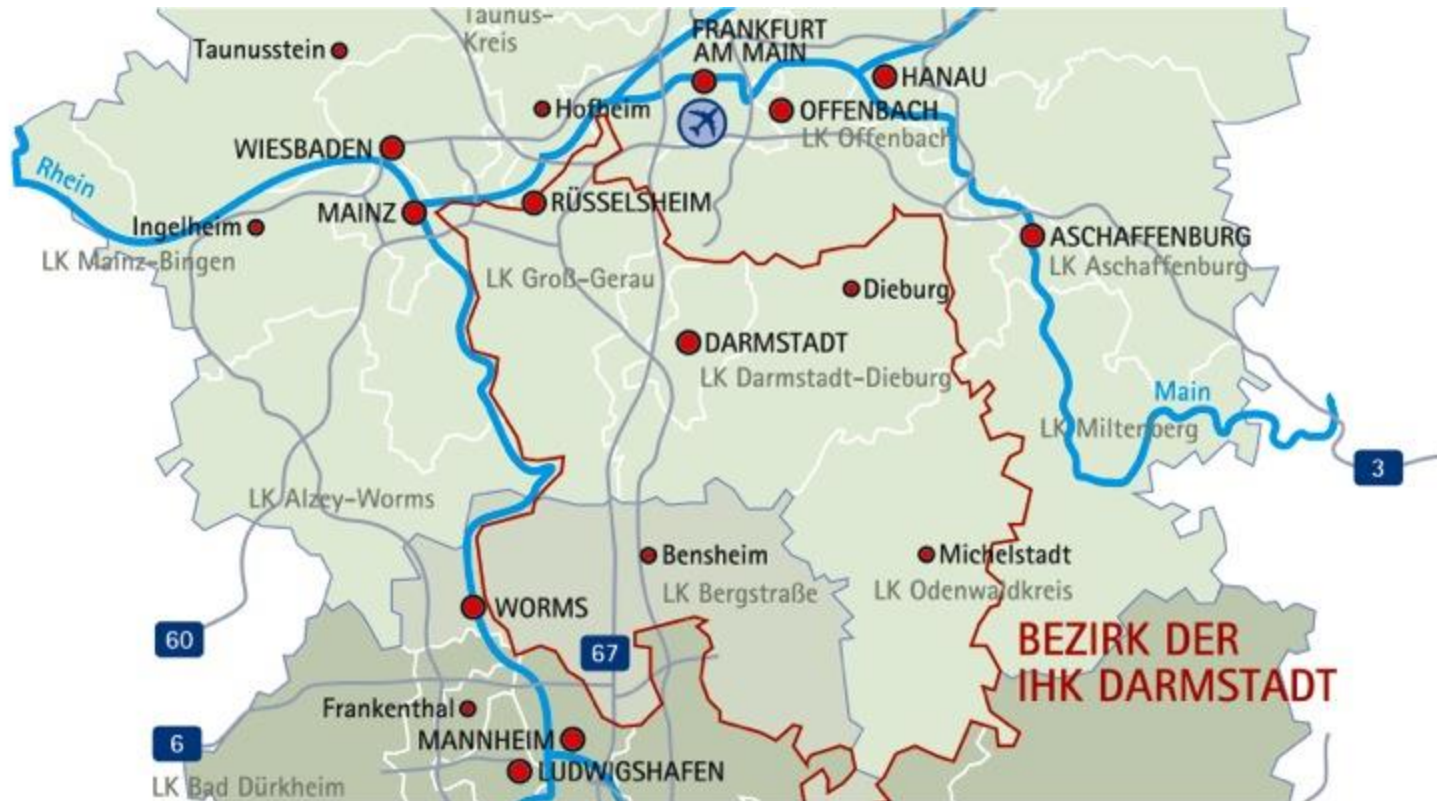 Taunus-
Kreis
FRANKFURT
AM MAIN
Taunusstein
HANAU
Hofheim
OFFENBACH
LK Offenbach
WIESBADEN
Rhein
RÜSSELSHEIM
MAINZ
Ingelheim
LK Mainz-Bingen
ASCHAFFENBURG
LK Aschaffenburg
LK Groß-Gerau
Dieburg
DARMSTADT
LK Darmstadt-Dieburg
Main
LK Miltenberg
3
LK Alzey-Worms
Bensheim
LK Bergstraße
Michelstadt
LK Odenwaldkreis
WORMS
60
67
BEZIRK DER
IHK DARMSTADT
Frankenthal
6
MANNHEIM
LUDWIGSHAFEN
LK Bad Dürkheim